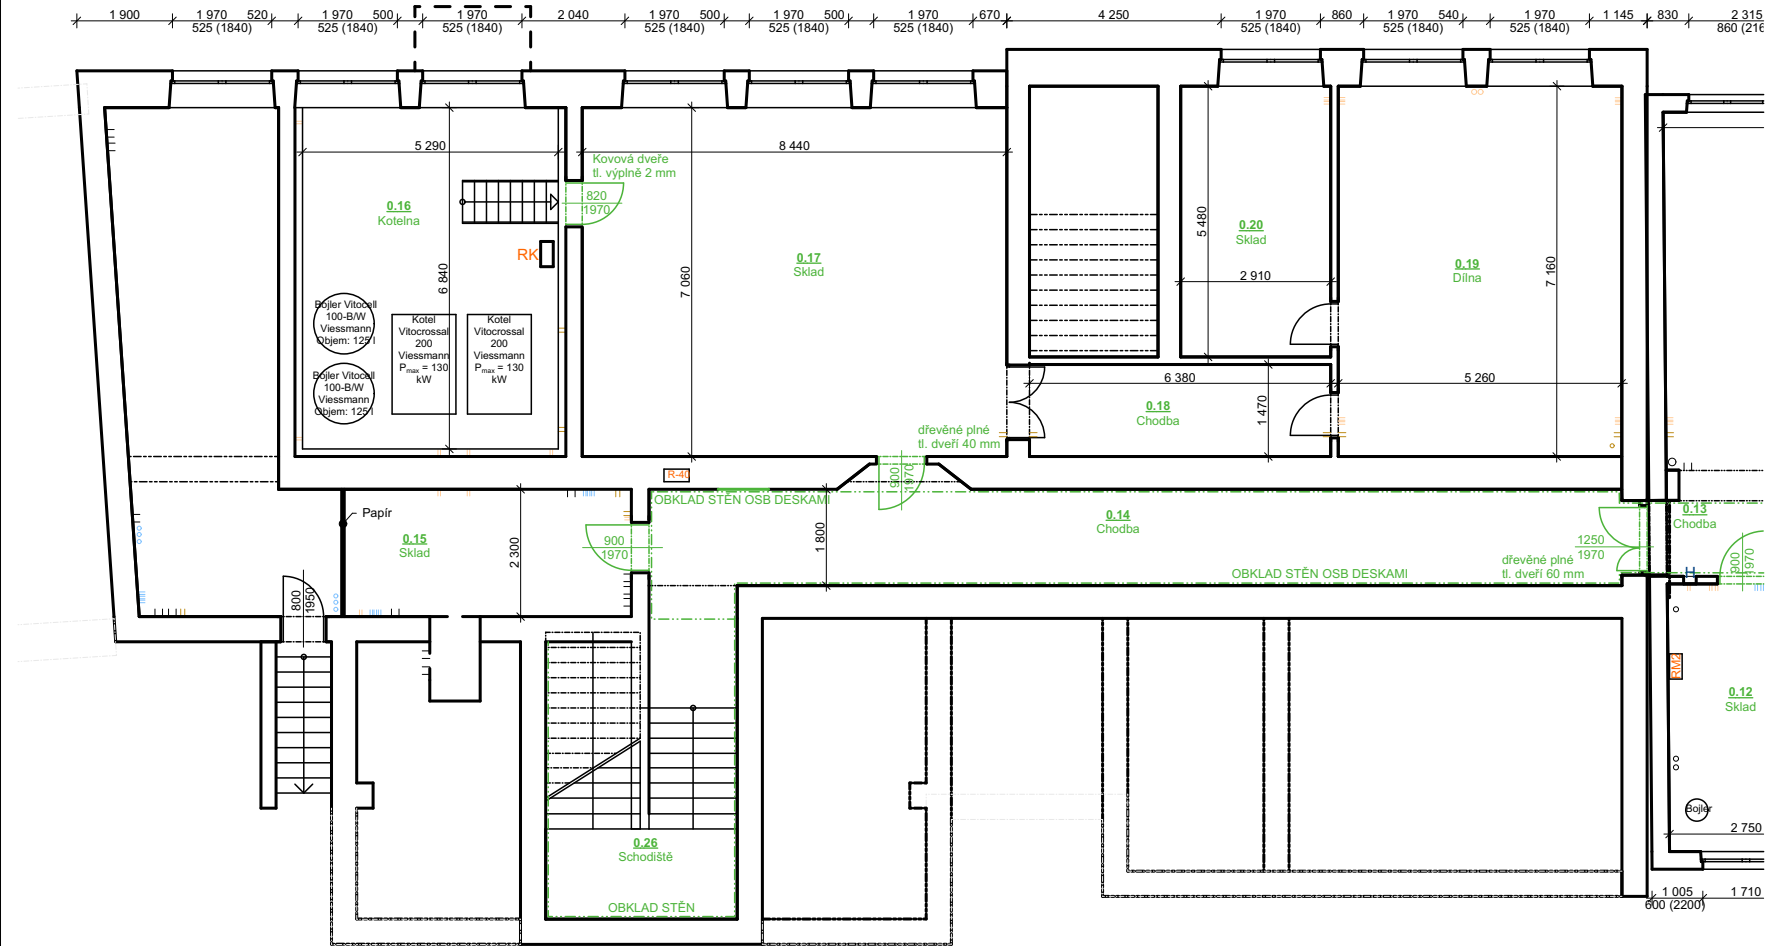 1 900
1 970
520
1 970
500
1 970
2 040
1 970
500
1 970
500
1 970
670
4 250
1 970
860
1 970
540
1 970
1 145
830
2 315
525 (1840)
525 (1840)
525 (1840)
525 (1840)
525 (1840)
525 (1840)
525 (1840)
525 (1840)
525 (1840)
5 290
8 440
Kovová dveře
tl. výplně 2 mm
820
1970
0.16
Kotelna
RK
6 840
7 060
0.17
Sklad
5 480
0.20
Sklad
2 910
0.19
Dílna
7 160
Bojler Vitocell
100-B/W
Viessmann
Objem: 125 l
Bojler Vitocell
100-B/W
Viessmann
Objem: 125 l
Kotel
Vitocrossal
200
Viessmann
Pmax = 130
kW
Kotel
Vitocrossal
200
Viessmann
Pmax = 130
kW
6 380
5 260
0.18
Chodba
1 470
dřevěné plné
tl. dveří 40 mm
900
1970
R-40
OBKLAD STĚN OSB DESKAMI
Papír
0.15
Sklad
2 300
900
1970
1 800
0.14
Chodba
0.13
Chodba
1250
1970
dřevěné plné
tl. dveří 60 mm
OBKLAD STĚN OSB DESKAMI
H
900
1970
800
1950
RM2
0.12
Sklad
Bojler
2 750
0.26
Schodiště
OBKLAD STĚN
1 005
1 710
600 (2200)